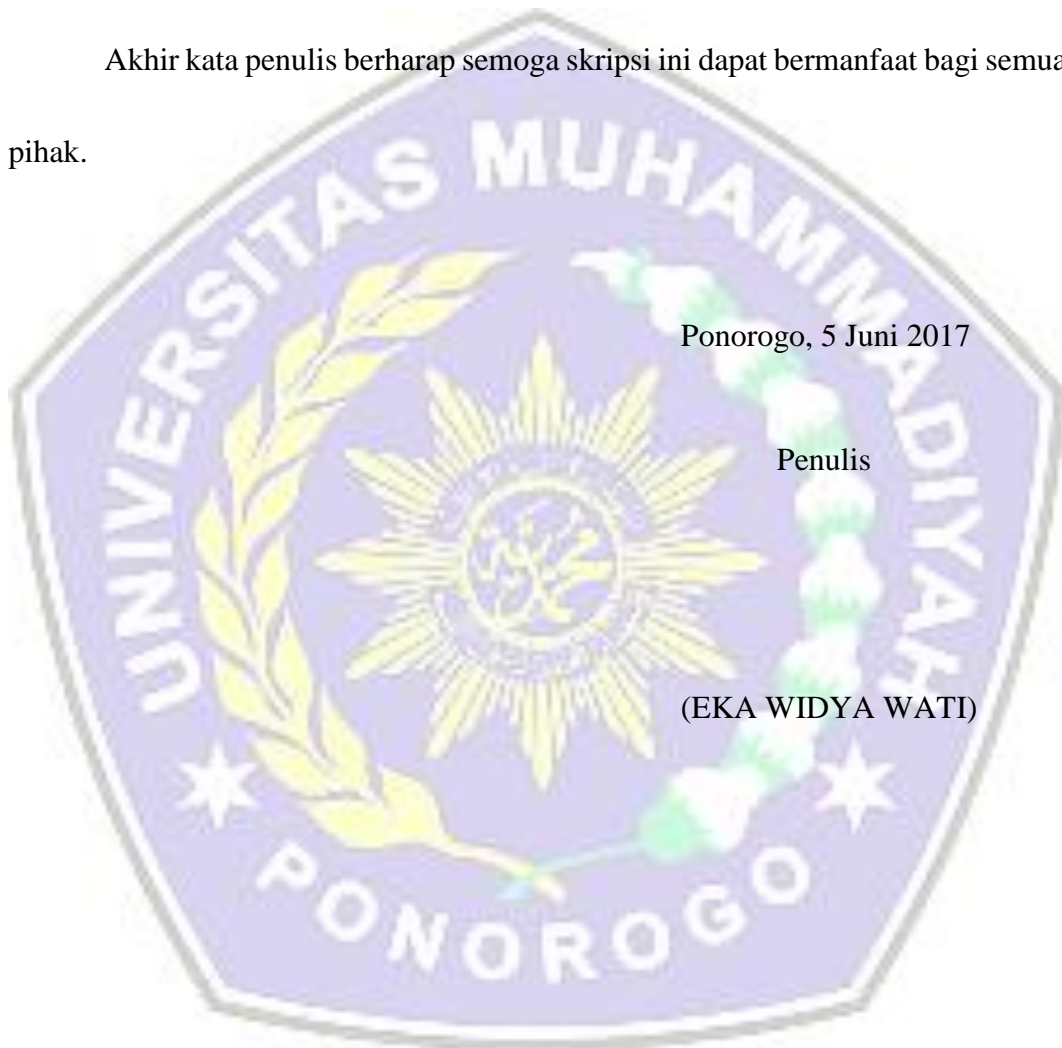 Akhir kata penulis berharap semoga skripsi ini dapat bermanfaat bagi semua
pihak.
UNIVERSITAS MUHAMMADIYAH
Ponorogo, 5 Juni 2017
Penulis
(EKA WIDYA WATI)
PONOROGO